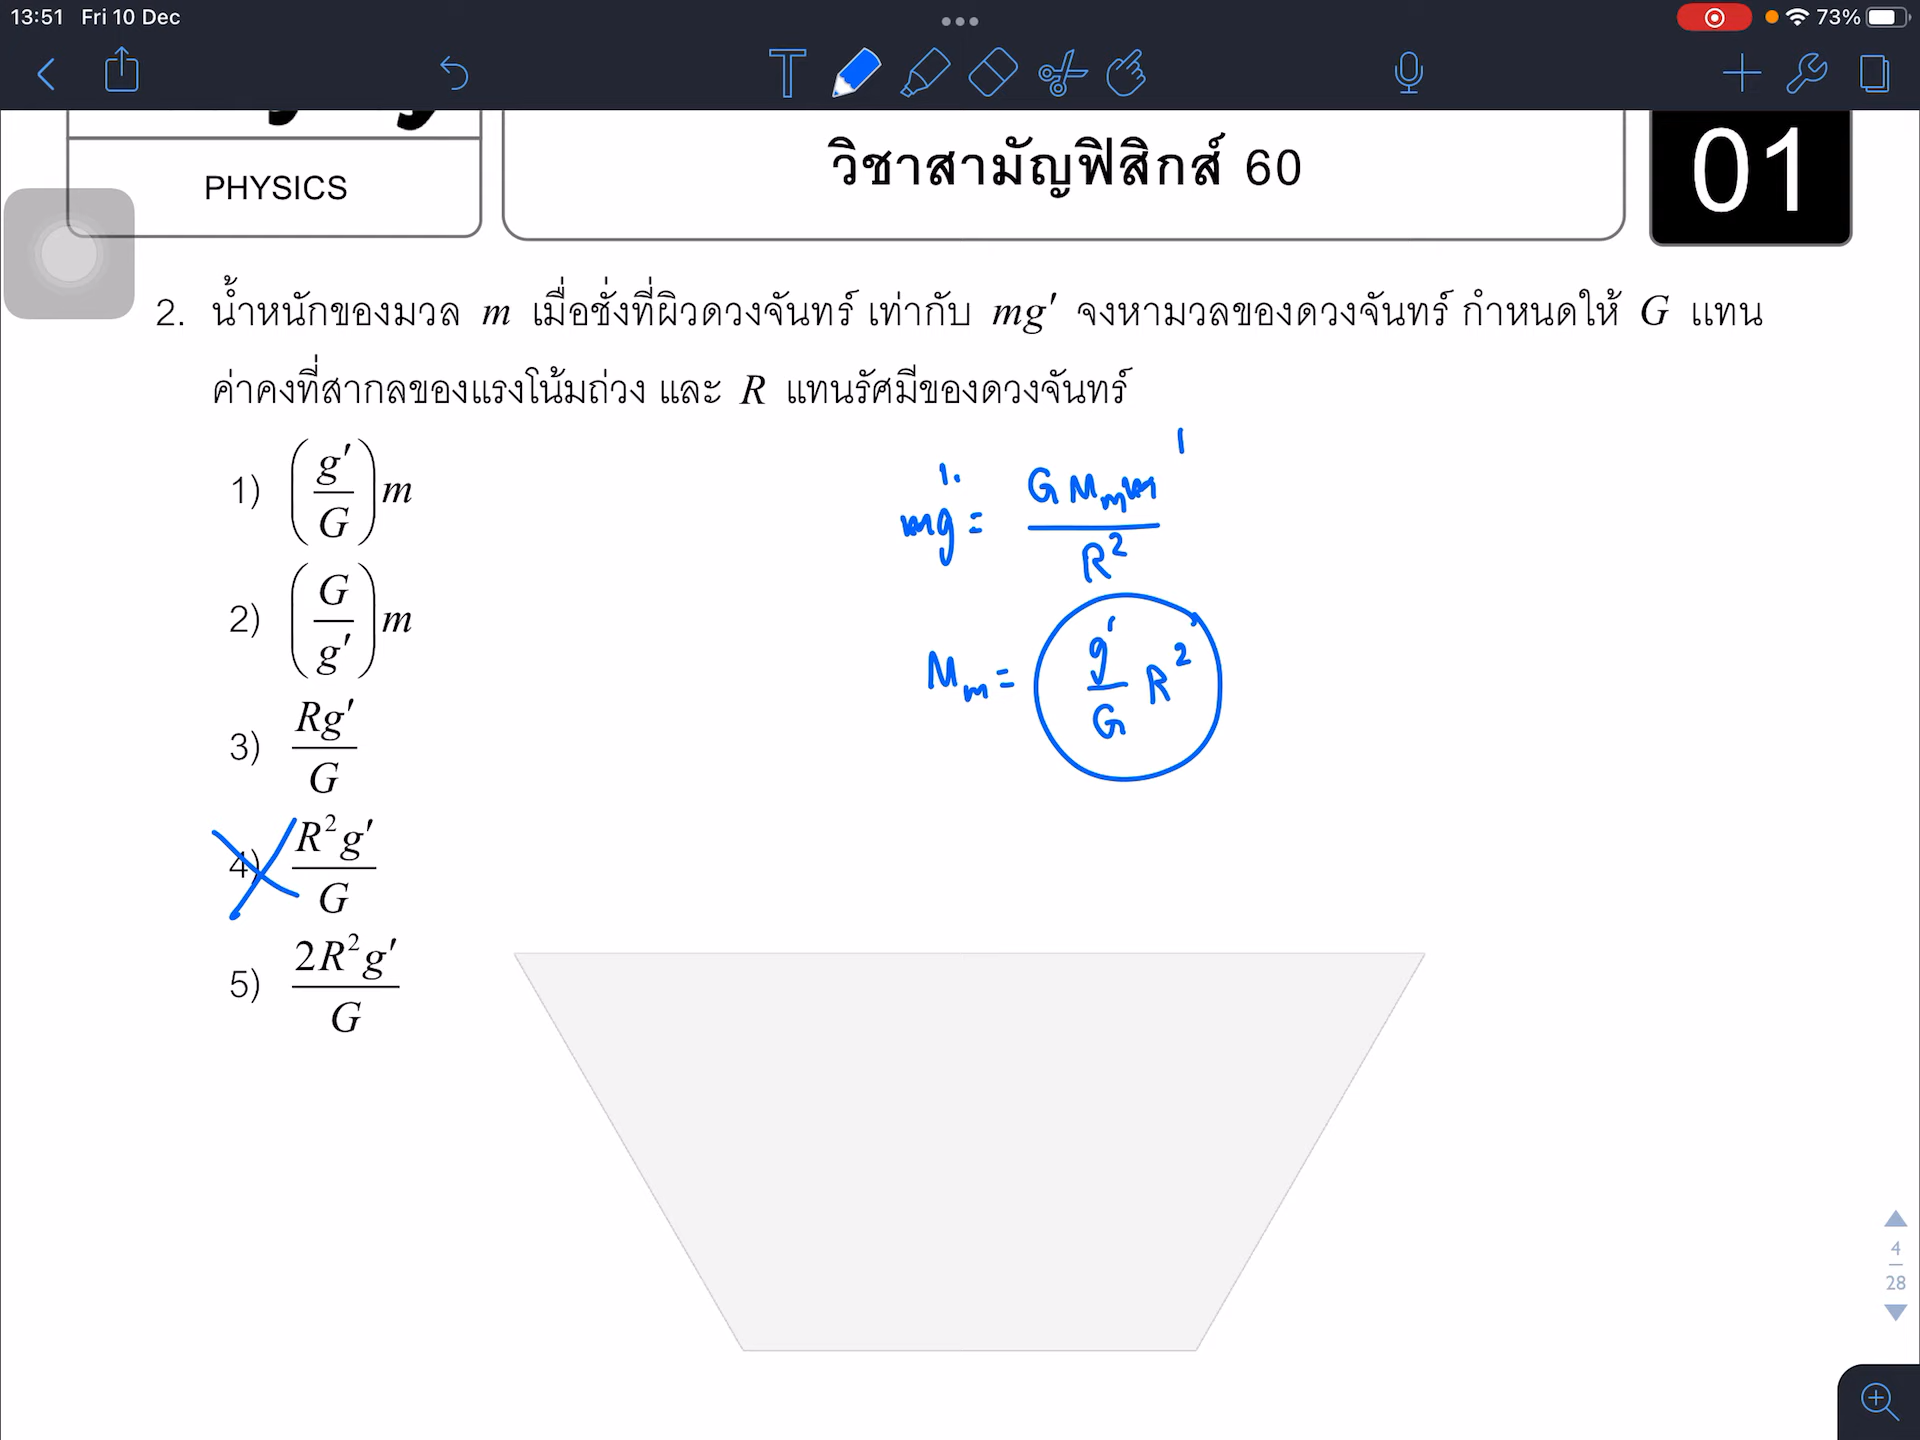 13:51 Fri 10 Dec
73%
PHYSICS
วิชาสามัญฟิสิกส์ 60
01
2. น้ำหนักของมวล m เมื่อชั่งที่ผิวดวงจันทร์ เท่ากับ mg′ จงหามวลของดวงจันทร์ กำหนดให้ G แทน
ค่าคงที่สากลของแรงโน้มถ่วง และ R แทนรัศมีของดวงจันทร์
1) (g′/G)m
2) (G/g′)m
3) Rg′/G
4) R²g′/G
5) 2R²g′/G
mg′ = GMₘm/R²
Mₘ = g′/G R²
4
28